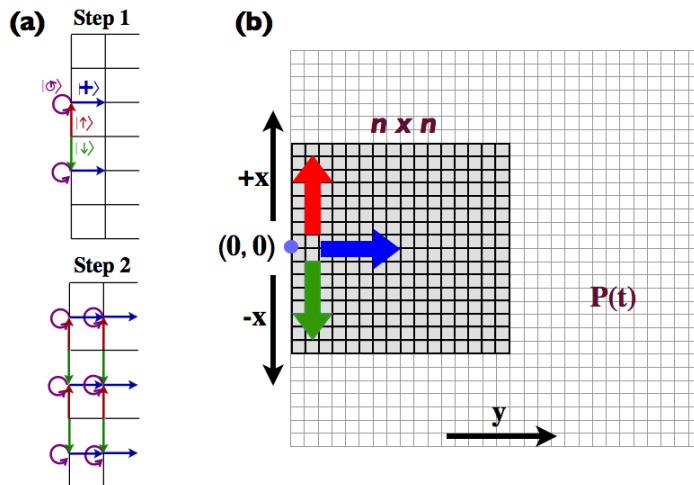 (a)
Step 1
|↺⟩
|+⟩
|↑⟩
|↓⟩
Step 2
(b)
n x n
+x
(0, 0)
-x
P(t)
y